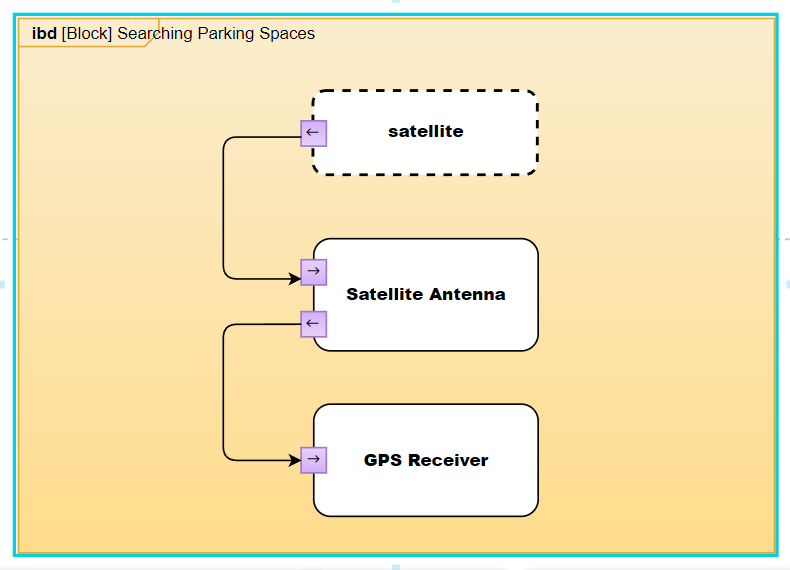 ibd [Block] Searching Parking Spaces
satellite
Satellite Antenna
GPS Receiver